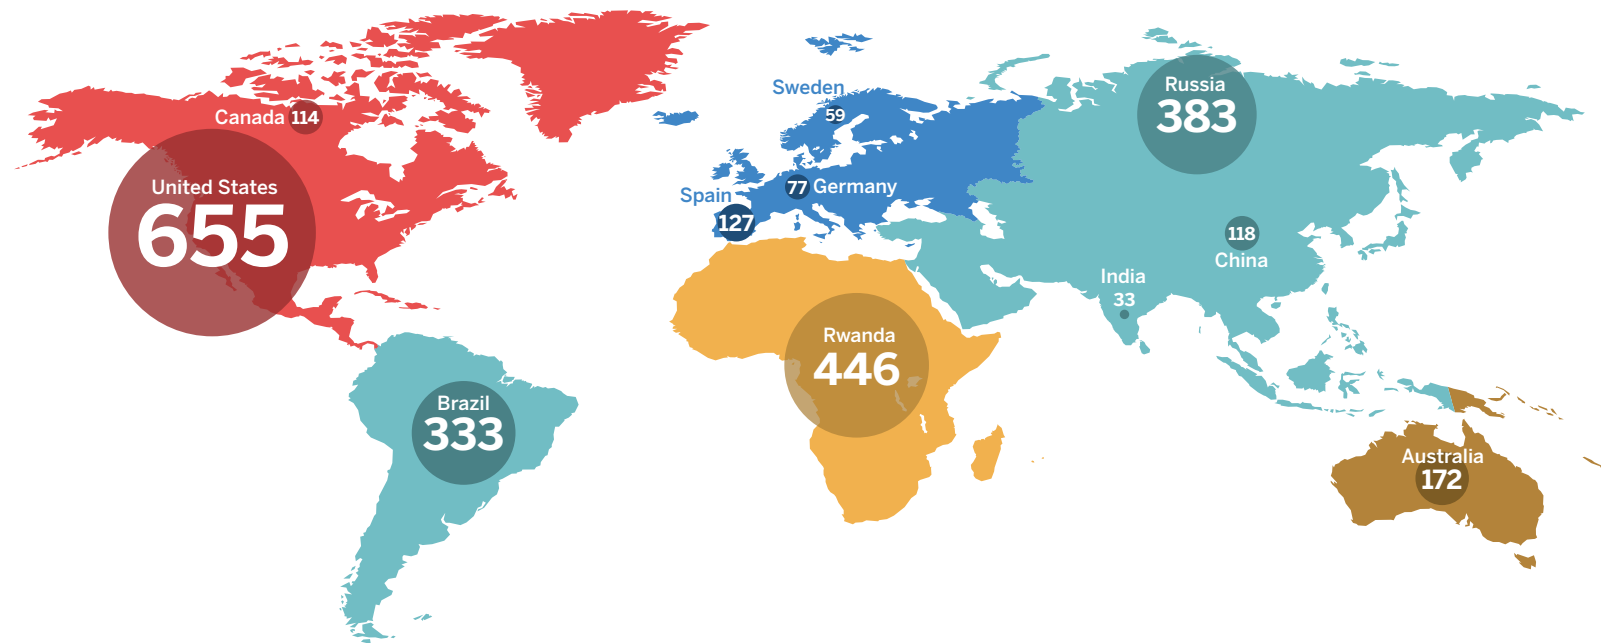 Canada 114
United States
655
Brazil
333
Sweden
59
77 Germany
Spain
127
Rwanda
446
Russia
383
118
China
India
33
Australia
172